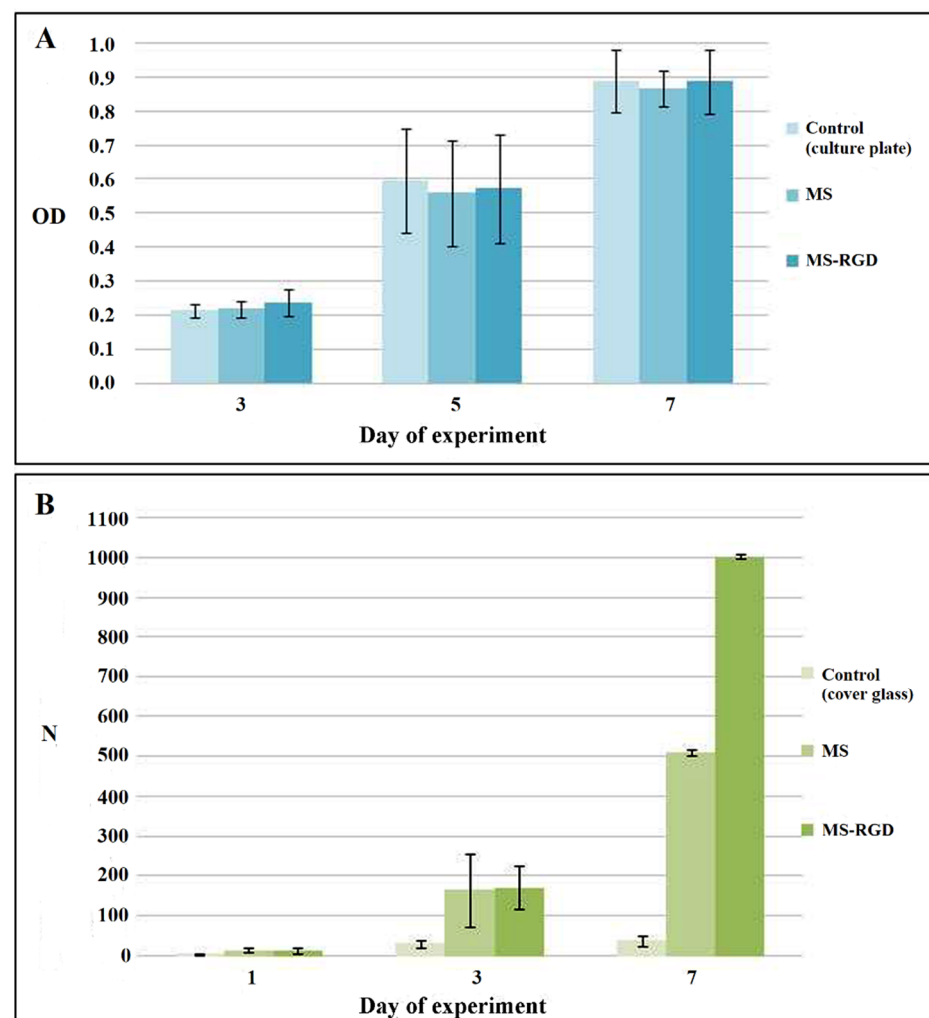 A
1.0
0.9
0.8
0.7
0.6
0.5
0.4
0.3
0.2
0.1
0.0
OD
3 5 7
Day of experiment
Control
(culture plate)
MS
MS-RGD
B
1100
1000
900
800
700
600
500
400
300
200
100
0
N
1 3 7
Day of experiment
Control
(cover glass)
MS
MS-RGD